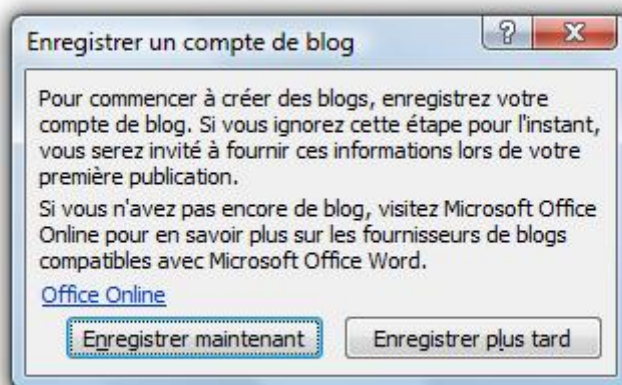 Enregistrer un compte de blog
?
Pour commencer à créer des blogs, enregistrez votre
compte de blog. Si vous ignorez cette étape pour l'instant,
vous serez invité à fournir ces informations lors de votre
première publication.
Si vous n'avez pas encore de blog, visitez Microsoft Office
Online pour en savoir plus sur les fournisseurs de blogs
compatibles avec Microsoft Office Word.
Office Online
Enregistrer maintenant
Enregistrer plus tard